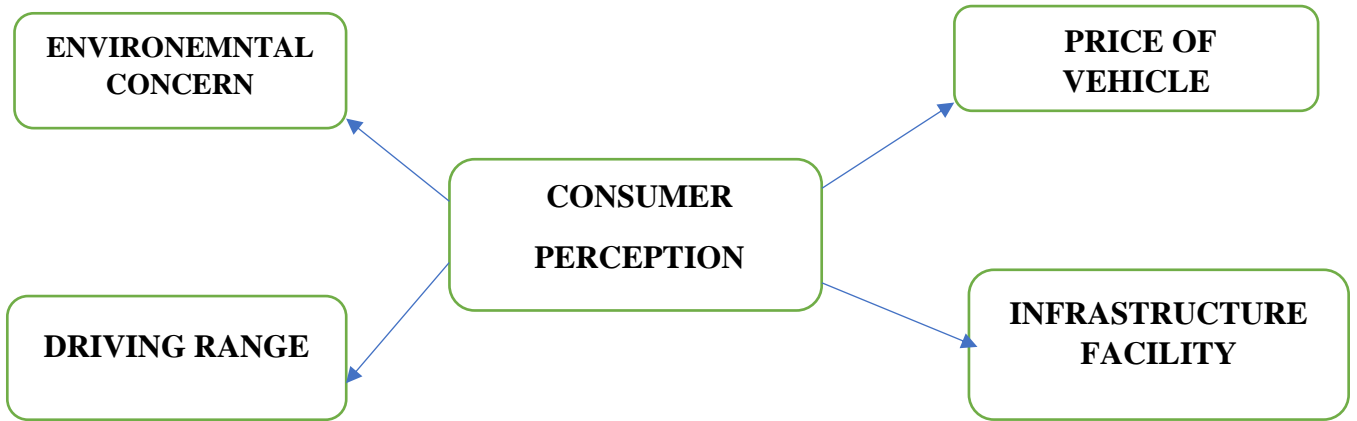 ENVIRONEMNTAL
CONCERN
PRICE OF
VEHICLE
CONSUMER
PERCEPTION
DRIVING RANGE
INFRASTRUCTURE
FACILITY